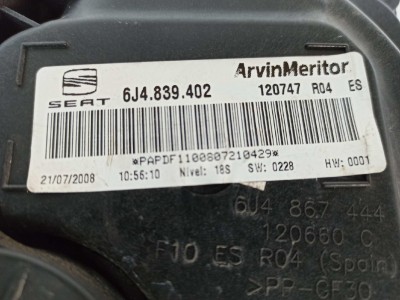 SEAT
6J4.839.402
ArvinMeritor
120747 R04 ES
*PAPDF1100807210429*
21/07/2008 10:56:10 Nivel: 18S SW: 0228 HW: 0001
6J4 867 444
120660 C
F10 ES R04 (Spain)
>PP-GF30